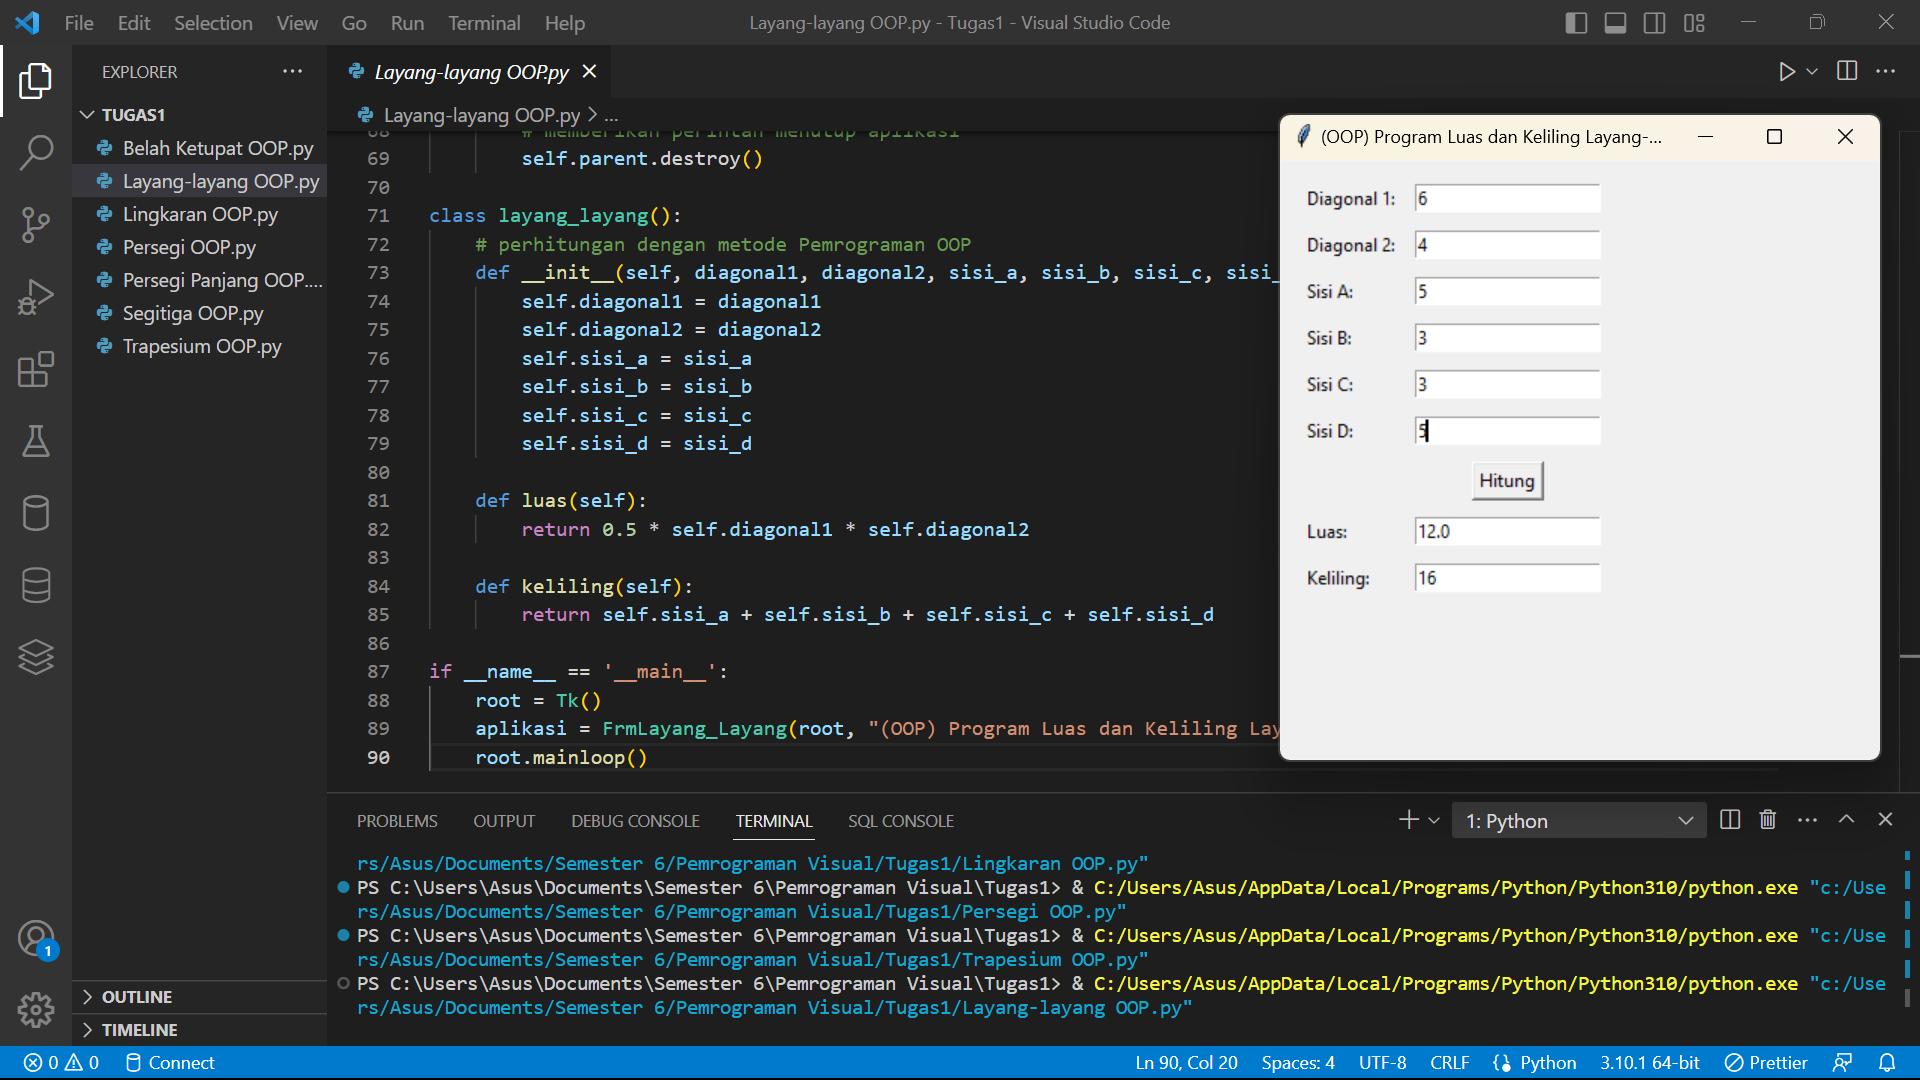 File Edit Selection View Go Run Terminal Help
Layang-layang OOP.py - Tugas1 - Visual Studio Code
EXPLORER
TUGAS1
Belah Ketupat OOP.py
Layang-layang OOP.py
Lingkaran OOP.py
Persegi OOP.py
Persegi Panjang OOP....
Segitiga OOP.py
Trapesium OOP.py
OUTLINE
TIMELINE
Layang-layang OOP.py
Layang-layang OOP.py > ...
68 # memberikan perintah menutup aplikasi
69 self.parent.destroy()
70
71 class layang_layang():
72 # perhitungan dengan metode Pemrograman OOP
73 def __init__(self, diagonal1, diagonal2, sisi_a, sisi_b, sisi_c, sisi_
74 self.diagonal1 = diagonal1
75 self.diagonal2 = diagonal2
76 self.sisi_a = sisi_a
77 self.sisi_b = sisi_b
78 self.sisi_c = sisi_c
79 self.sisi_d = sisi_d
80
81 def luas(self):
82 return 0.5 * self.diagonal1 * self.diagonal2
83
84 def keliling(self):
85 return self.sisi_a + self.sisi_b + self.sisi_c + self.sisi_d
86
87 if __name__ == '__main__':
88 root = Tk()
89 aplikasi = FrmLayang_Layang(root, "(OOP) Program Luas dan Keliling Lay
90 root.mainloop()
(OOP) Program Luas dan Keliling Layang-...
Diagonal 1: 6
Diagonal 2: 4
Sisi A: 5
Sisi B: 3
Sisi C: 3
Sisi D: 5
Hitung
Luas: 12.0
Keliling: 16
PROBLEMS OUTPUT DEBUG CONSOLE TERMINAL SQL CONSOLE
1: Python
rs/Asus/Documents/Semester 6/Pemrograman Visual/Tugas1/Lingkaran OOP.py"
PS C:\Users\Asus\Documents\Semester 6\Pemrograman Visual\Tugas1> & C:/Users/Asus/AppData/Local/Programs/Python/Python310/python.exe "c:/Use
rs/Asus/Documents/Semester 6/Pemrograman Visual/Tugas1/Persegi OOP.py"
PS C:\Users\Asus\Documents\Semester 6\Pemrograman Visual\Tugas1> & C:/Users/Asus/AppData/Local/Programs/Python/Python310/python.exe "c:/Use
rs/Asus/Documents/Semester 6/Pemrograman Visual/Tugas1/Trapesium OOP.py"
PS C:\Users\Asus\Documents\Semester 6\Pemrograman Visual\Tugas1> & C:/Users/Asus/AppData/Local/Programs/Python/Python310/python.exe "c:/Use
rs/Asus/Documents/Semester 6/Pemrograman Visual/Tugas1/Layang-layang OOP.py"
1
0 0 Connect
Ln 90, Col 20 Spaces: 4 UTF-8 CRLF Python 3.10.1 64-bit Prettier